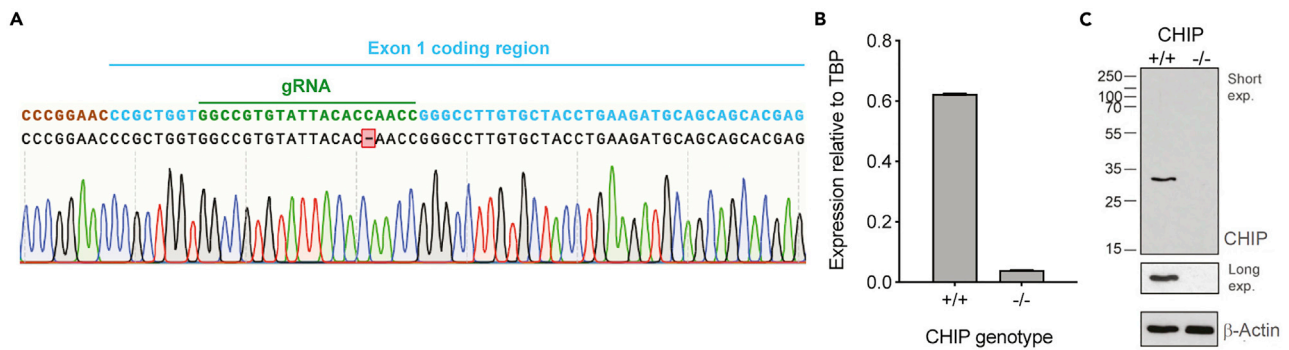 A
Exon 1 coding region
gRNA
CCCGGAACCCGCTGGTGGCCGTGTATTACACCAACCGGGCCTTGTGCTACCTGAAGATGCAGCAGCACGAG
CCCGGAACCCGCTGGTGGCCGTGTATTACAC-AACCGGGCCTTGTGCTACCTGAAGATGCAGCAGCACGAG
B
Expression relative to TBP
0.8
0.6
0.4
0.2
0.0
+/+ -/-
CHIP genotype
C
CHIP
+/+ -/-
250
100
70
55
35
25
15
Short
exp.
CHIP
Long
exp.
β-Actin